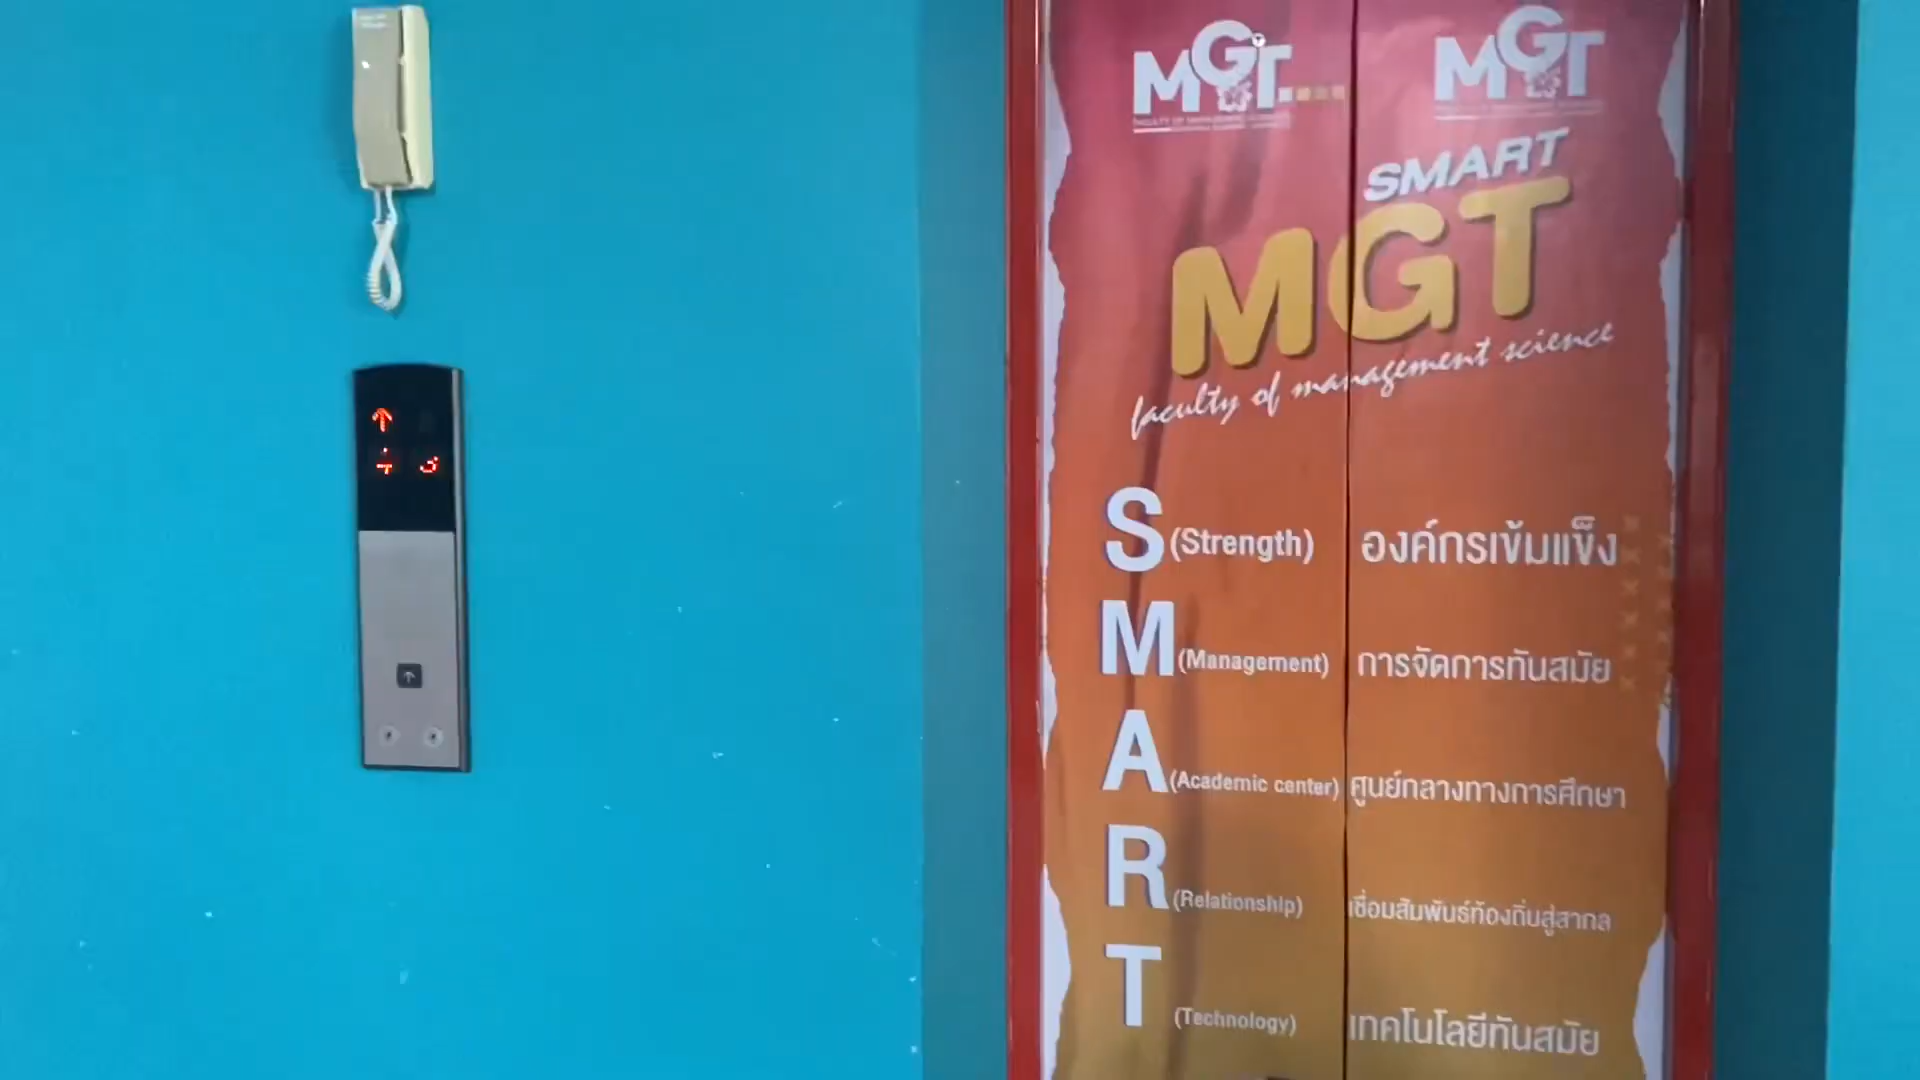 MGT
MGT
SMART
MGT
faculty of management science
S (Strength) องค์กรเข้มแข็ง
M (Management) การจัดการทันสมัย
A (Academic center) ศูนย์กลางทางการศึกษา
R (Relationship) เชื่อมสัมพันธ์ท้องถิ่นสู่สากล
T (Technology) เทคโนโลยีทันสมัย